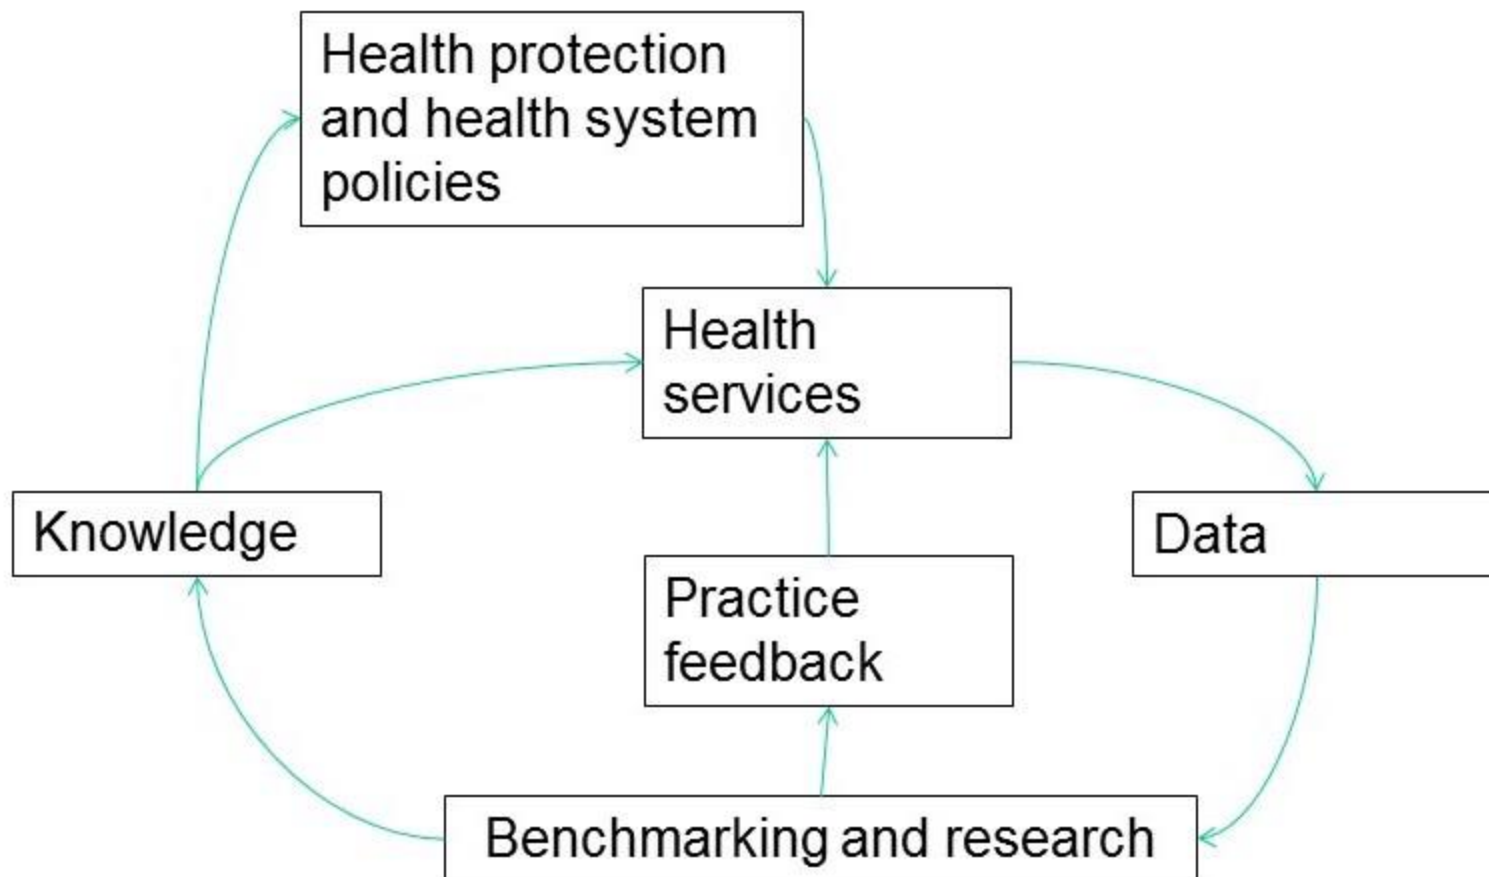 Health protection
and health system
policies
Health
services
Knowledge
Data
Practice
feedback
Benchmarking and research